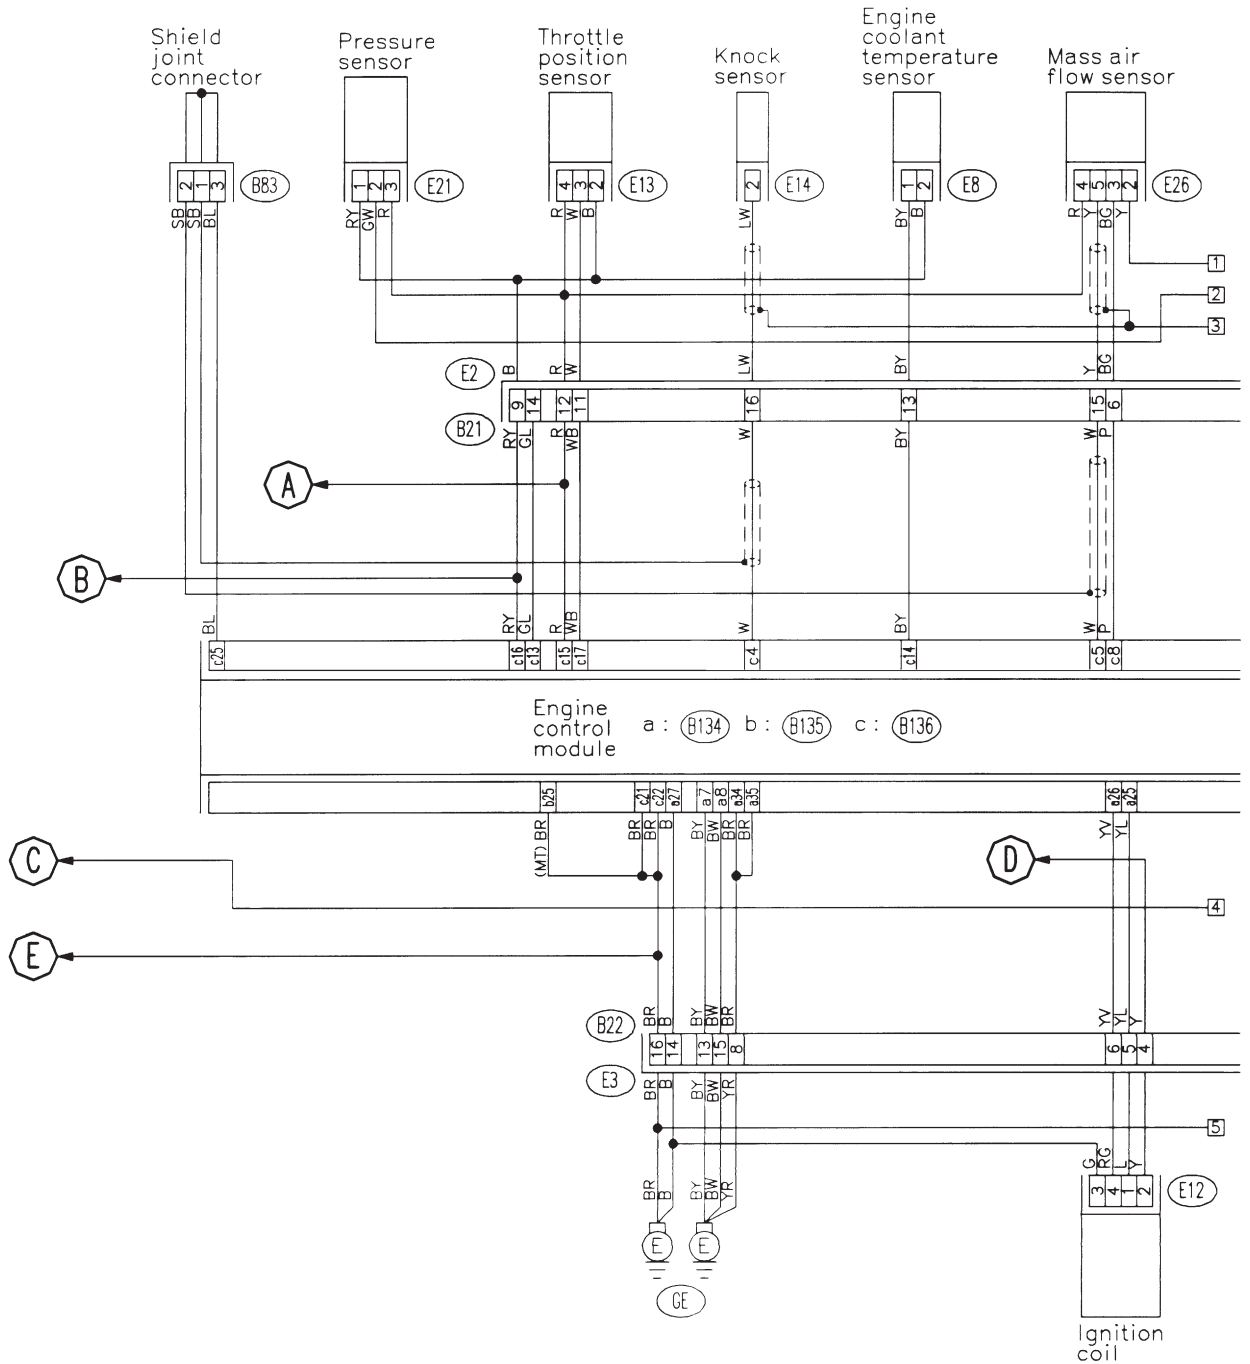 Shield
joint
connector
Pressure
sensor
Throttle
position
sensor
Knock
sensor
Engine
coolant
temperature
sensor
Mass air
flow sensor
2 1 3
B83
1 2 3
E21
4 3 2
E13
2
E14
1 2
E8
4 5 3 2
E26
SB SB BL
RY GW R
R W B
LW
BY B
R Y BG Y
1
2
3
E2
B R W LW BY Y BG
9 14 12 11 16 13 15 6
B21
RY GL R WB W BY W P
A
B
BL RY GL R WB W BY W P
c25 c16 c13 c15 c17 c4 c14 c5 c8
Engine
control
module
a : B134 b : B135 c : B136
b25 c21 c22 a27 a7 a8 a34 a35 a26 a25
(MT) BR BR BR B BY BW BR BR YV YL
C
D
4
E
B22
BR B BY BW BR YV YL Y
16 14 13 15 8 6 5 4
E3
BR B BY BW YR
5
G RG L Y
BR B BY BW YR
3 4 1 2
E12
E E
GE
Ignition
coil